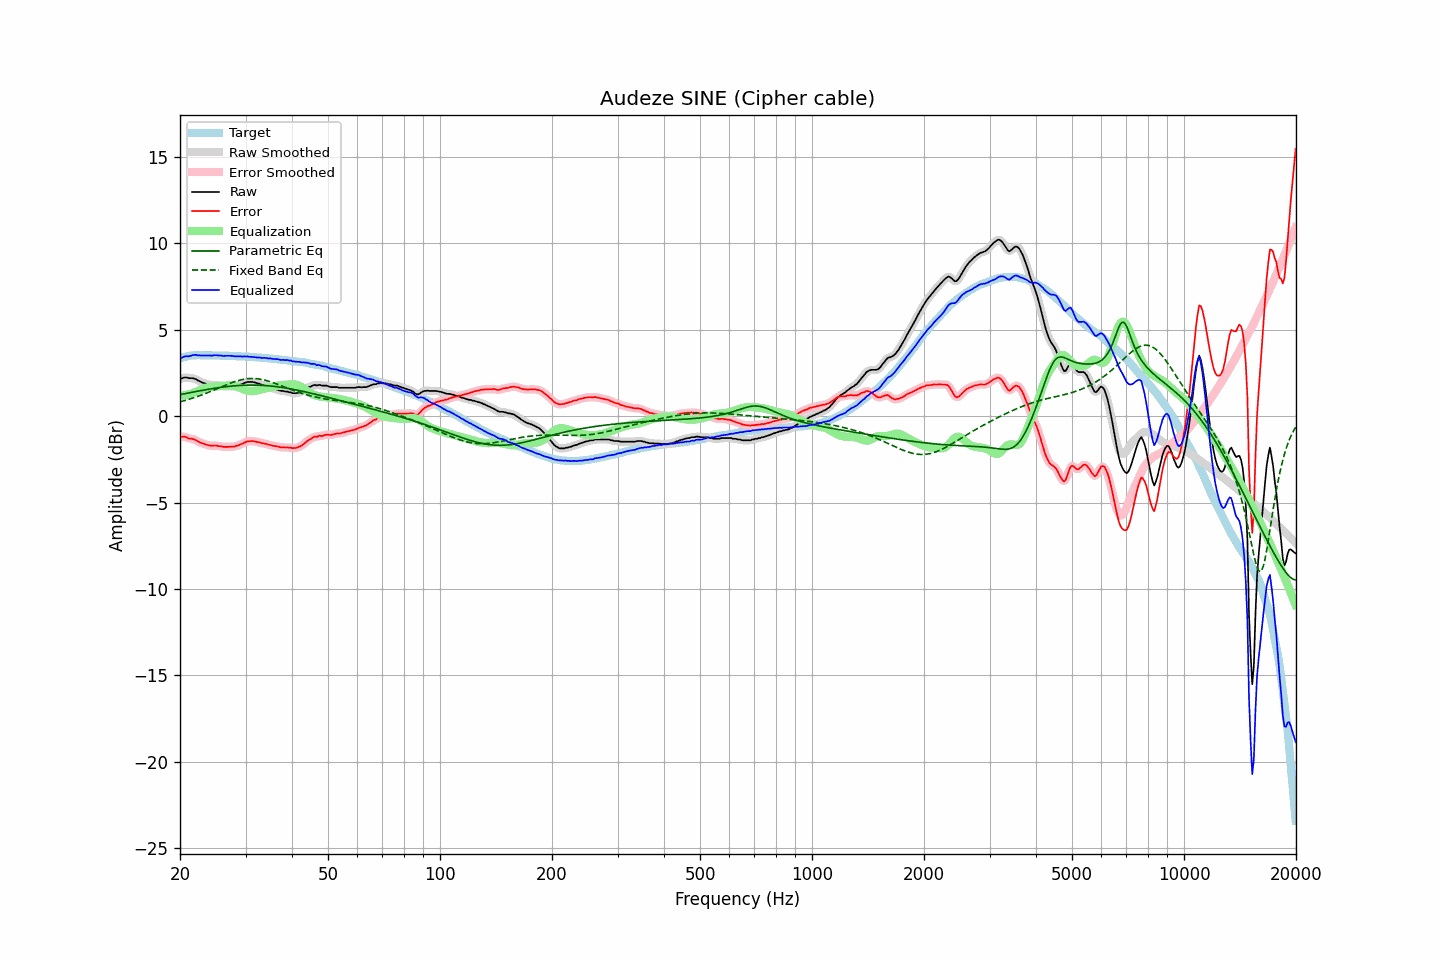 Audeze SINE (Cipher cable)
Target
Raw Smoothed
Error Smoothed
Raw
Error
Equalization
Parametric Eq
Fixed Band Eq
Equalized
15
10
5
0
−5
−10
−15
−20
−25
Amplitude (dBr)
20
50
100
200
500
1000
2000
5000
10000
20000
Frequency (Hz)